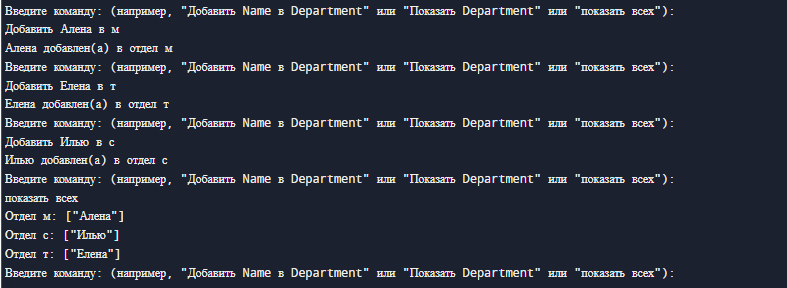 Введите команду: (например, "Добавить Name в Department" или "Показать Department" или "показать всех"):
Добавить Алена в м
Алена добавлен(а) в отдел м
Введите команду: (например, "Добавить Name в Department" или "Показать Department" или "показать всех"):
Добавить Елена в т
Елена добавлен(а) в отдел т
Введите команду: (например, "Добавить Name в Department" или "Показать Department" или "показать всех"):
Добавить Илью в с
Илью добавлен(а) в отдел с
Введите команду: (например, "Добавить Name в Department" или "Показать Department" или "показать всех"):
показать всех
Отдел м: ["Алена"]
Отдел с: ["Илью"]
Отдел т: ["Елена"]
Введите команду: (например, "Добавить Name в Department" или "Показать Department" или "показать всех"):